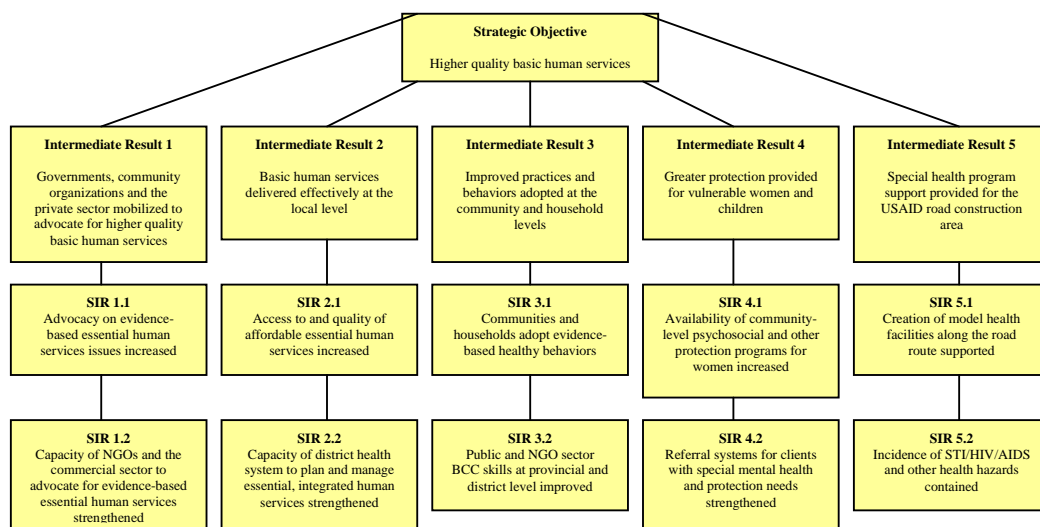 Strategic Objective
Higher quality basic human services
Intermediate Result 1
Governments, community
organizations and the
private sector mobilized to
advocate for higher quality
basic human services
Intermediate Result 2
Basic human services
delivered effectively at the
local level
Intermediate Result 3
Improved practices and
behaviors adopted at the
community and household
levels
Intermediate Result 4
Greater protection provided
for vulnerable women and
children
Intermediate Result 5
Special health program
support provided for the
USAID road construction
area
SIR 1.1
Advocacy on evidence-
based essential human
services issues increased
SIR 2.1
Access to and quality of
affordable essential human
services increased
SIR 3.1
Communities and
households adopt evidence-
based healthy behaviors
SIR 4.1
Availability of community-
level psychosocial and other
protection programs for
women increased
SIR 5.1
Creation of model health
facilities along the road
route supported
SIR 1.2
Capacity of NGOs and the
commercial sector to
advocate for evidence-based
essential human services
strengthened
SIR 2.2
Capacity of district health
system to plan and manage
essential, integrated human
services strengthened
SIR 3.2
Public and NGO sector
BCC skills at provincial and
district level improved
SIR 4.2
Referral systems for clients
with special mental health
and protection needs
strengthened
SIR 5.2
Incidence of STI/HIV/AIDS
and other health hazards
contained